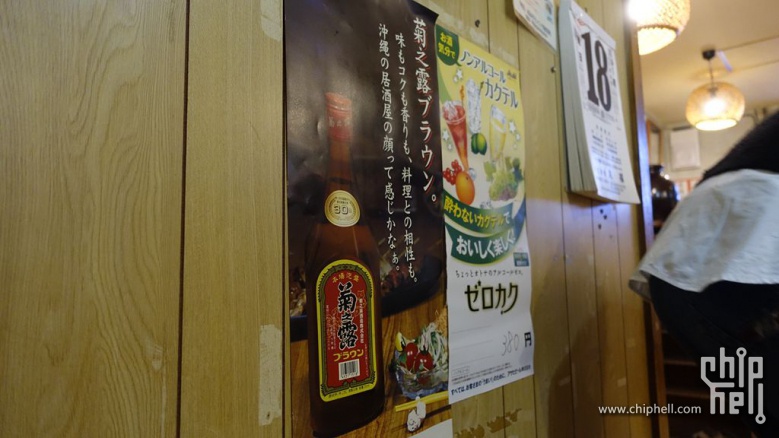 菊之露ブラウン。
味もコクも香りも、料理との相性も。
沖縄の居酒屋の顔って感じかなぁ。
30
菊之露
ブラウン
お酒気分で
ノンアルコール
カクテル
酔わないカクテルで
おいしく楽しく!
ゼロカク
380円
18
www.chiphell.com
chip
hell